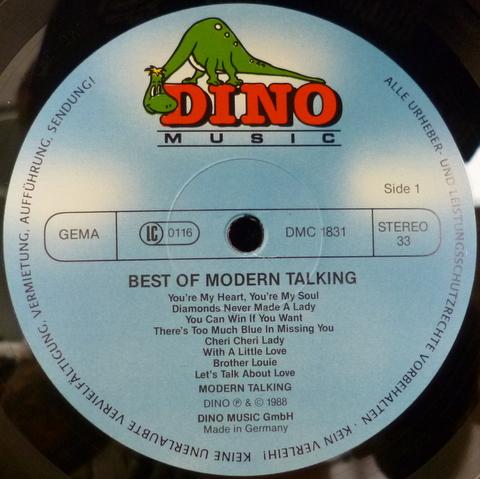 DINO
MUSIC
ALLE URHEBER- UND LEISTUNGSSCHUTZRECHTE VORBEHALTEN · KEIN VERLEIH! KEINE UNERLAUBTE VERVIELFÄLTIGUNG, VERMIETUNG, AUFFÜHRUNG, SENDUNG!
Side 1
GEMA
LC 0116
DMC 1831
STEREO
33
BEST OF MODERN TALKING
You're My Heart, You're My Soul
Diamonds Never Made A Lady
You Can Win If You Want
There's Too Much Blue In Missing You
Cheri Cheri Lady
With A Little Love
Brother Louie
Let's Talk About Love
MODERN TALKING
DINO ℗ & © 1988
DINO MUSIC GmbH
Made in Germany